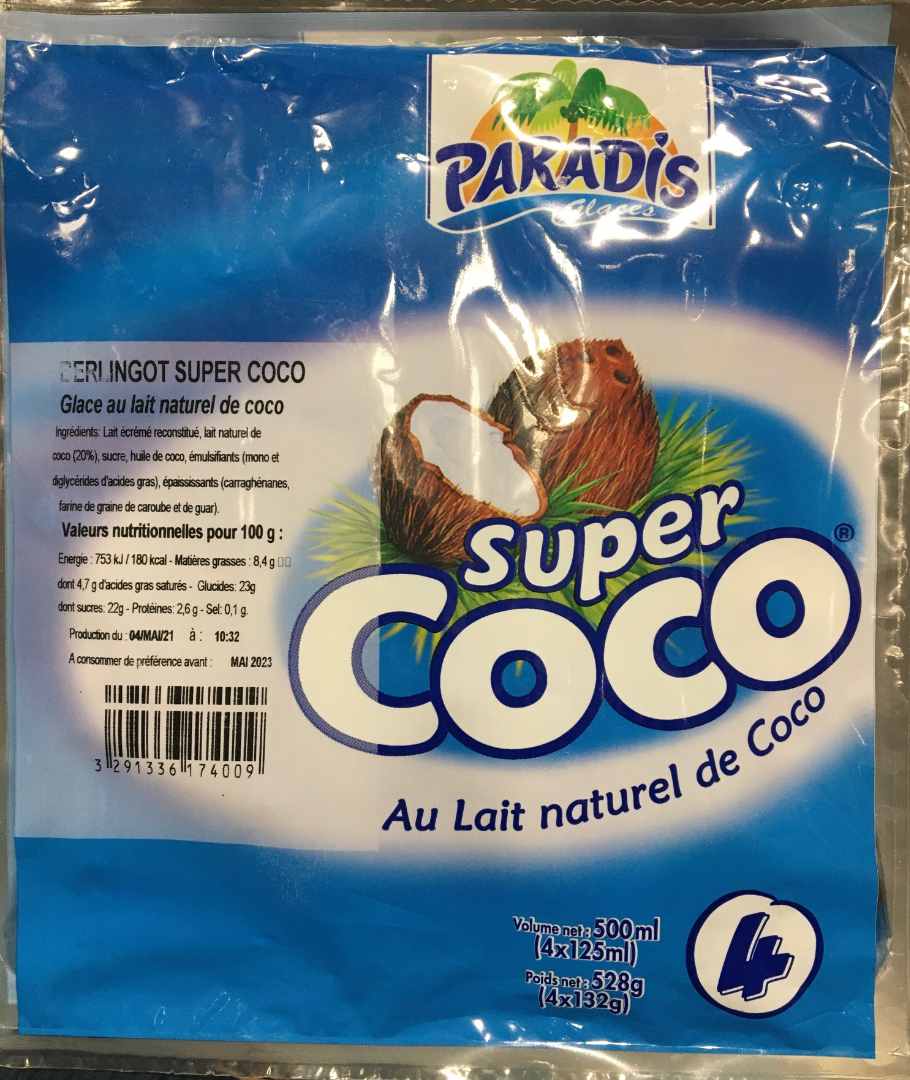 PARADIS
Glaces
BERLINGOT SUPER COCO
Glace au lait naturel de coco
Ingrédients: Lait écrémé reconstitué, lait naturel de
coco (20%), sucre, huile de coco, émulsifiants (mono et
diglycérides d'acides gras), épaississants (carraghénanes,
farine de graine de caroube et de guar).
Valeurs nutritionnelles pour 100 g :
Energie : 753 kJ / 180 kcal - Matières grasses : 8,4 g
dont 4,7 g d'acides gras saturés - Glucides: 23g
dont sucres: 22g - Protéines: 2,6 g - Sel: 0,1 g.
Production du : 04/MAI/21 à : 10:32
A consommer de préférence avant : MAI 2023
3 291336 174009
Super
Coco®
Au Lait naturel de Coco
Volume net : 500ml
(4x125ml)
Poids net : 528g
(4x132g)
4